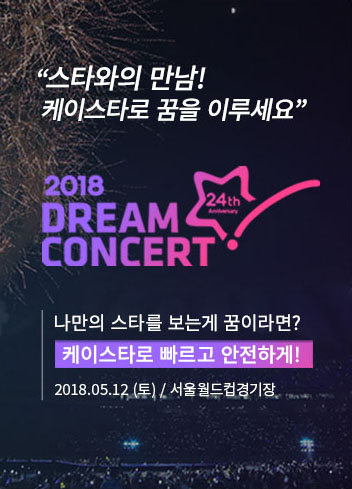 “스타와의 만남!
케이스타로 꿈을 이루세요”
2018
DREAM
CONCERT
24th
Anniversary
나만의 스타를 보는게 꿈이라면?
케이스타로 빠르고 안전하게!
2018.05.12 (토) / 서울월드컵경기장